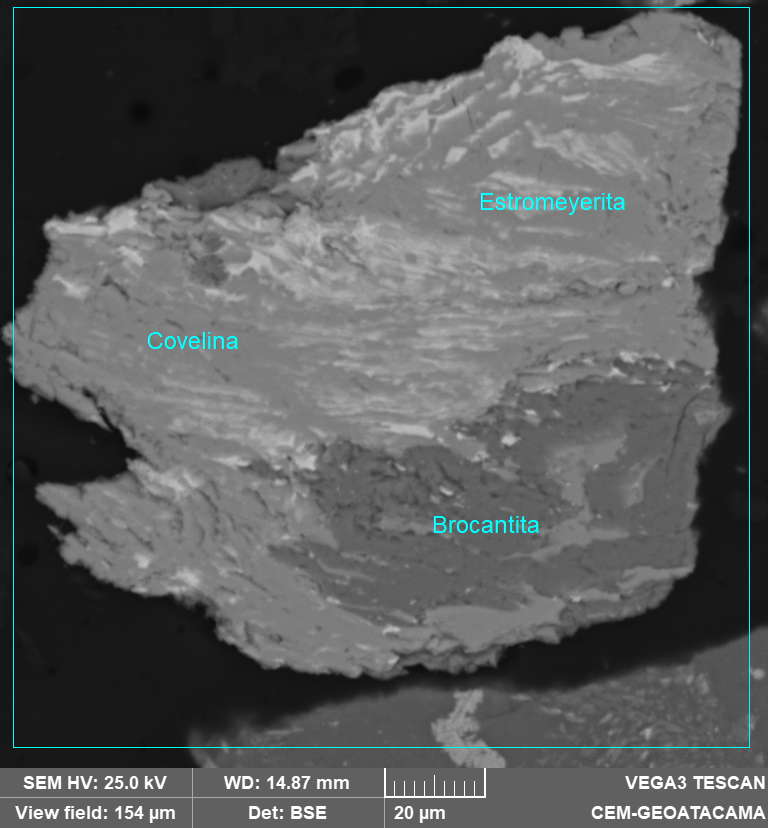 Estromeyerita
Covelina
Brocantita
SEM HV: 25.0 kV
WD: 14.87 mm
VEGA3 TESCAN
View field: 154 µm
Det: BSE
20 µm
CEM-GEOATACAMA